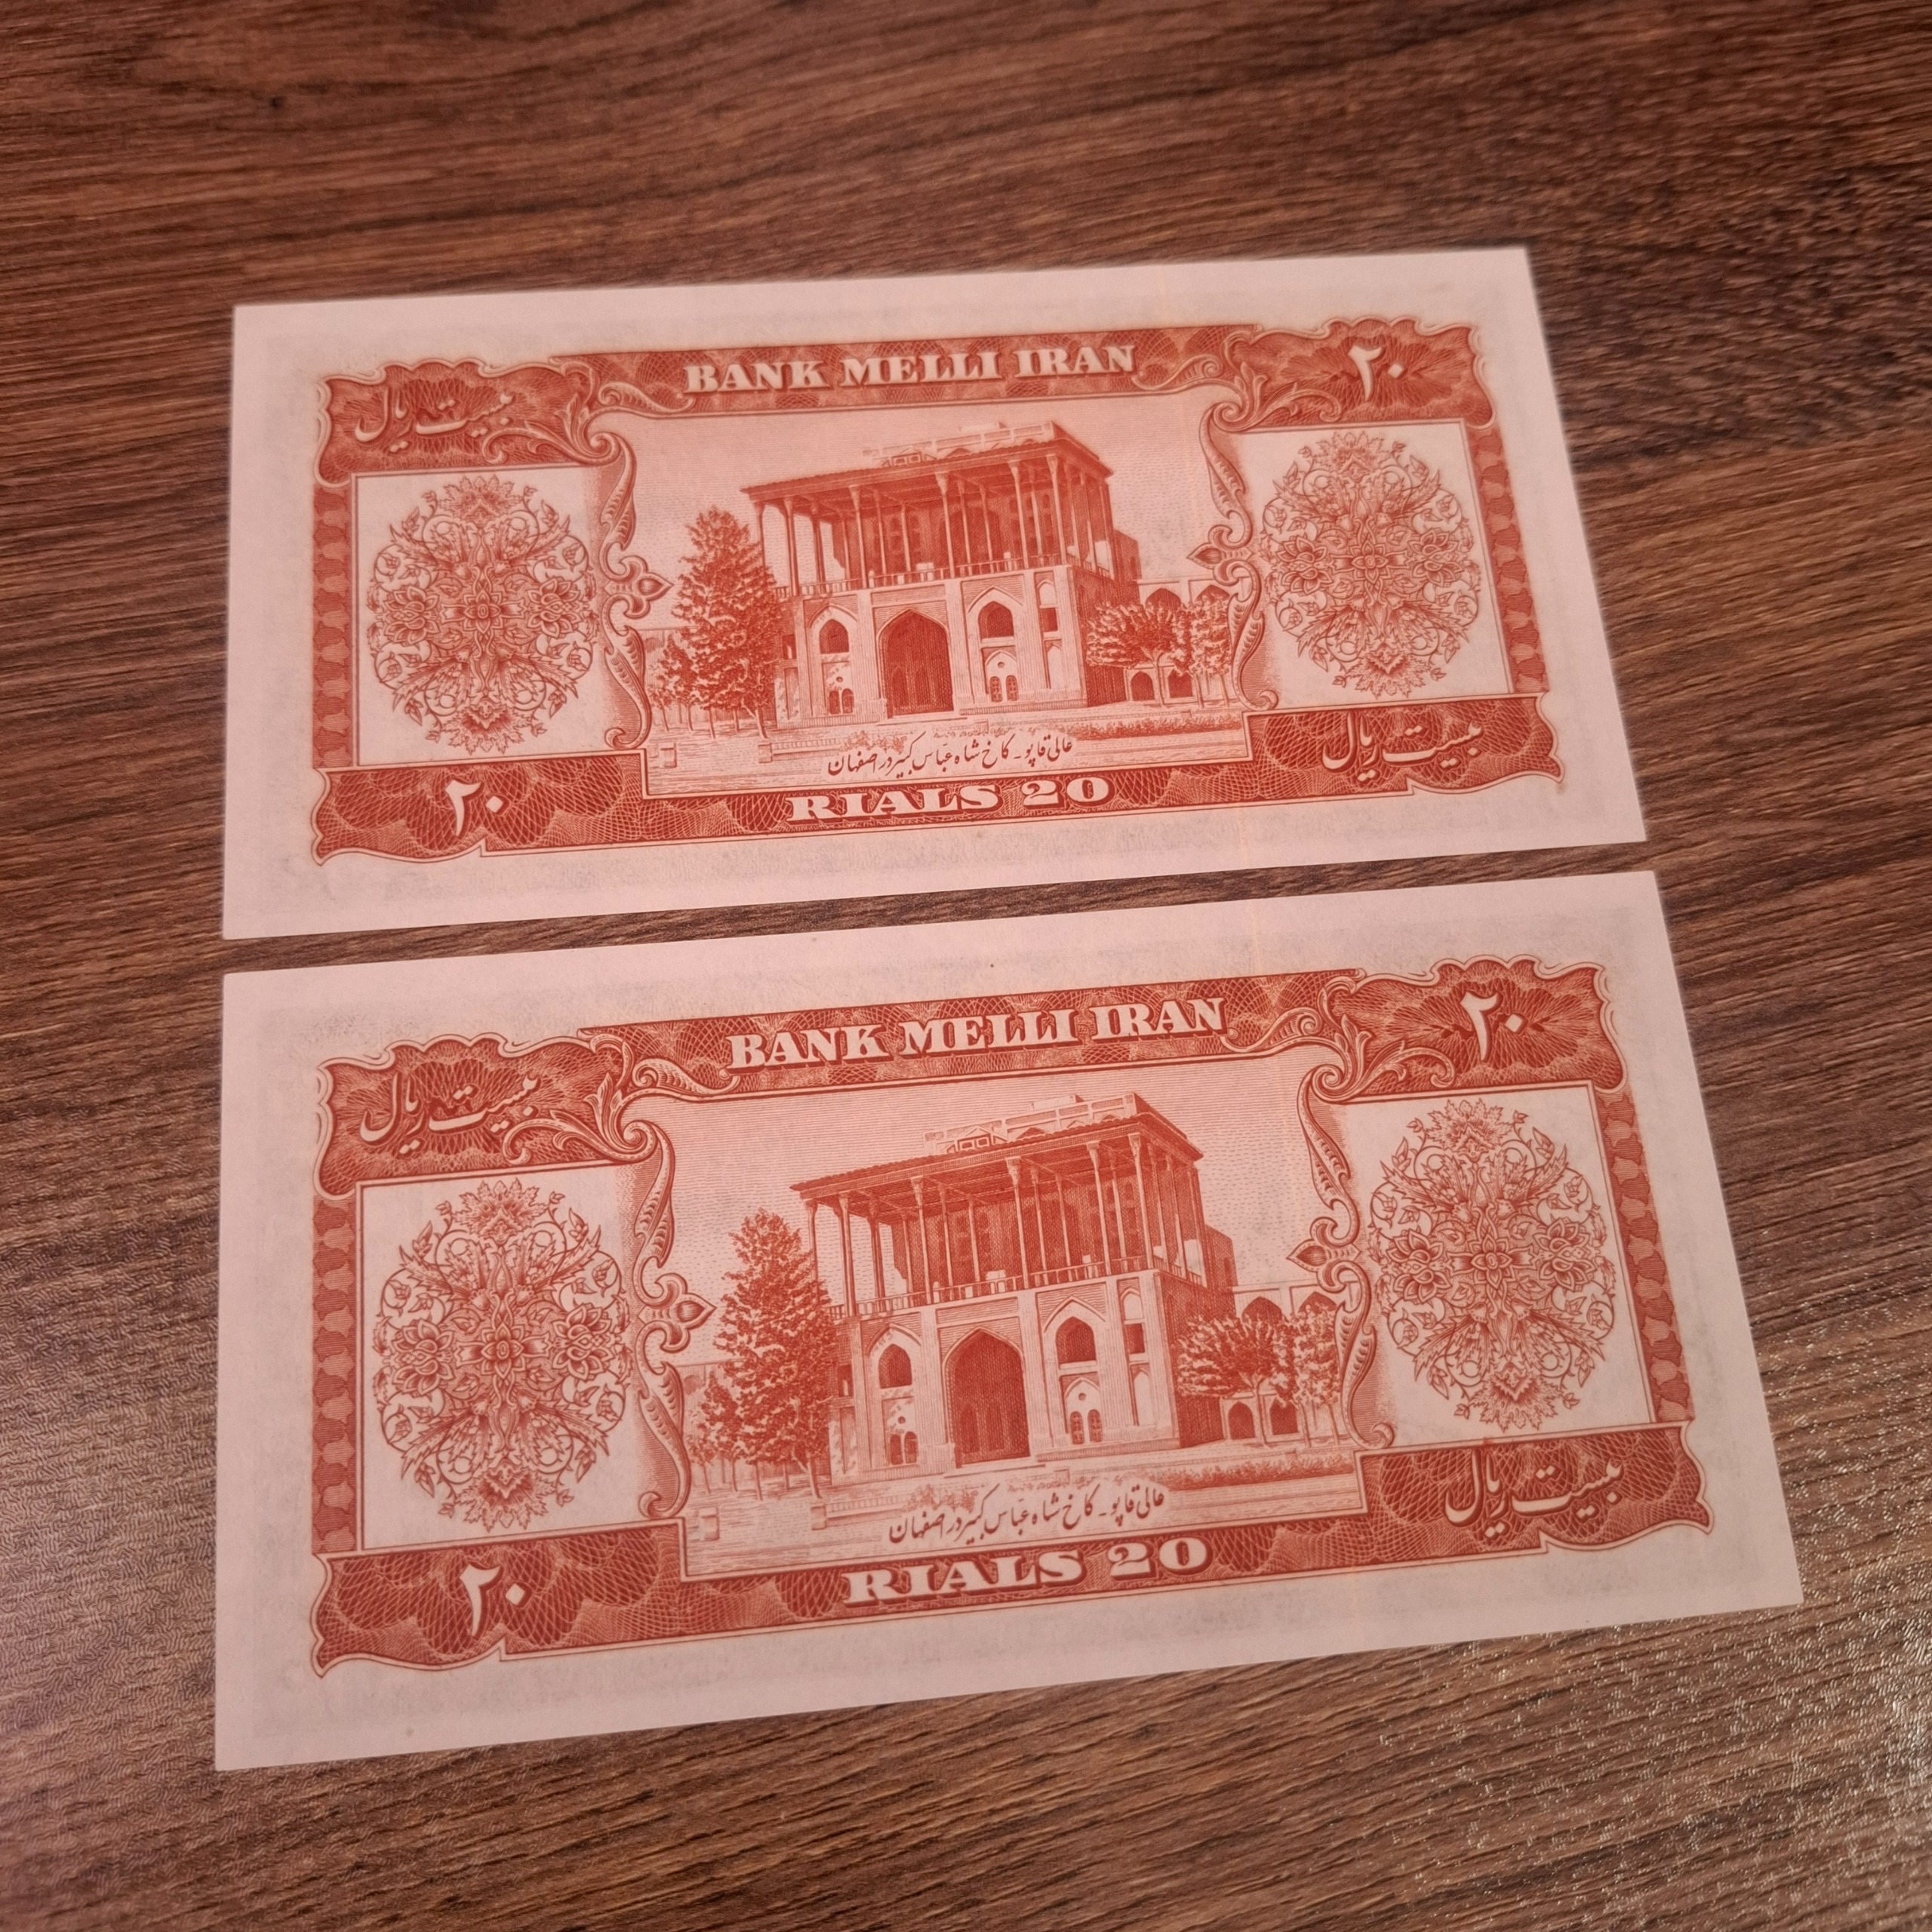 BANK MELLI IRAN
بیست ریال
۲۰
عالی قاپو - کاخ شاه عباس کبیر در اصفهان
۲۰
RIALS 20
بیست ریال
BANK MELLI IRAN
بیست ریال
۲۰
عالی قاپو - کاخ شاه عباس کبیر در اصفهان
۲۰
RIALS 20
بیست ریال